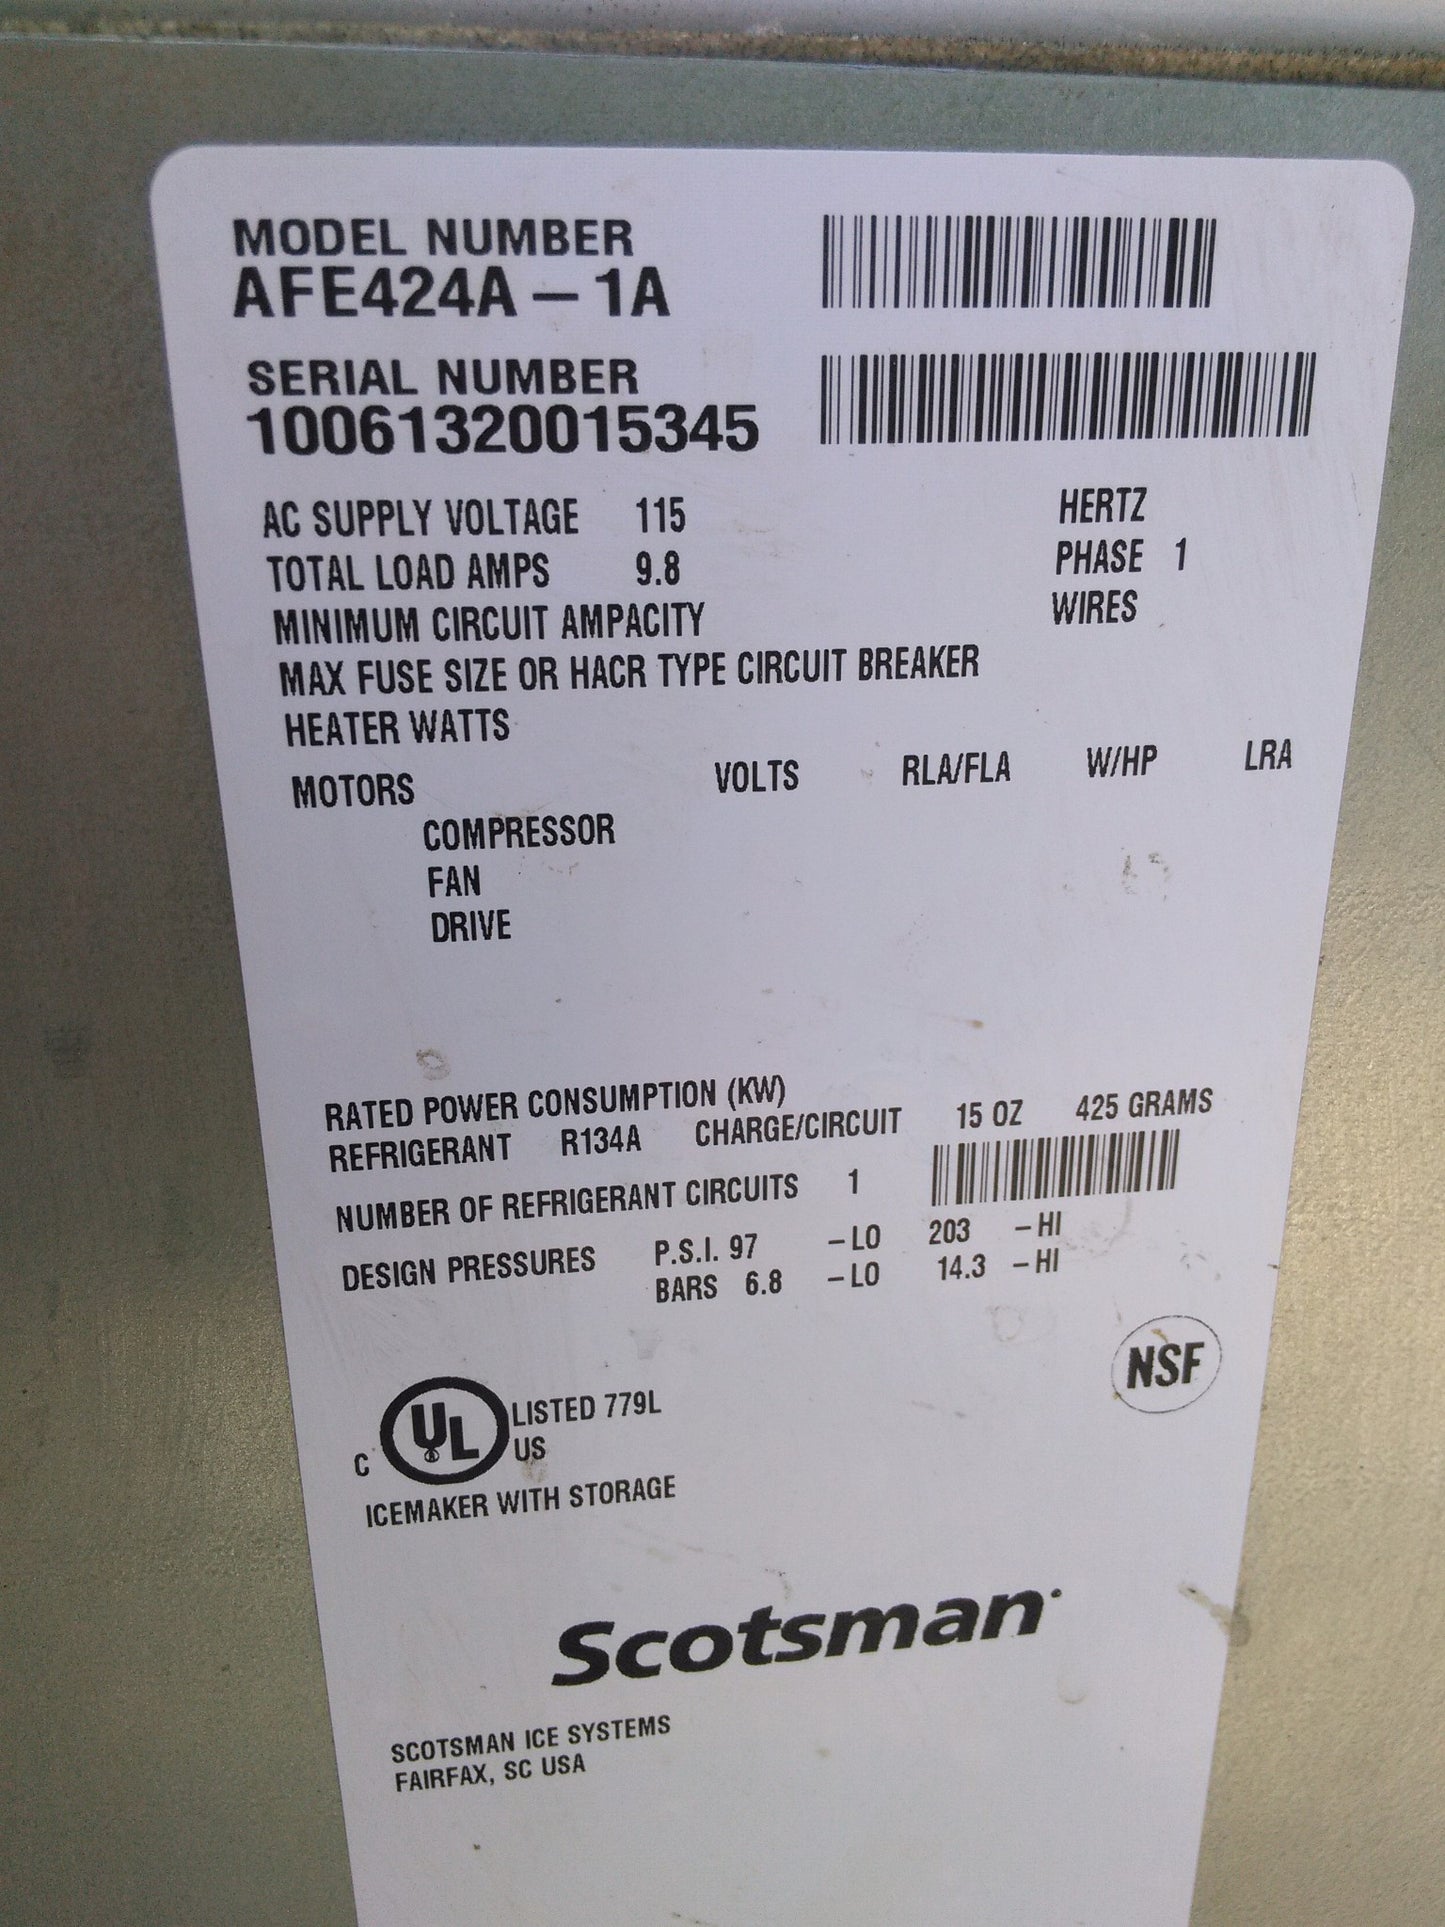 MODEL NUMBER
AFE424A – 1A
SERIAL NUMBER
10061320015345
AC SUPPLY VOLTAGE 115 HERTZ
TOTAL LOAD AMPS 9.8 PHASE 1
MINIMUM CIRCUIT AMPACITY WIRES
MAX FUSE SIZE OR HACR TYPE CIRCUIT BREAKER
HEATER WATTS
MOTORS VOLTS RLA/FLA W/HP LRA
COMPRESSOR
FAN
DRIVE
RATED POWER CONSUMPTION (KW)
REFRIGERANT R134A CHARGE/CIRCUIT 15 OZ 425 GRAMS
NUMBER OF REFRIGERANT CIRCUITS 1
DESIGN PRESSURES P.S.I. 97 – LO 203 – HI
BARS 6.8 – LO 14.3 – HI
NSF
C UL LISTED 779L
US
ICEMAKER WITH STORAGE
Scotsman
SCOTSMAN ICE SYSTEMS
FAIRFAX, SC USA